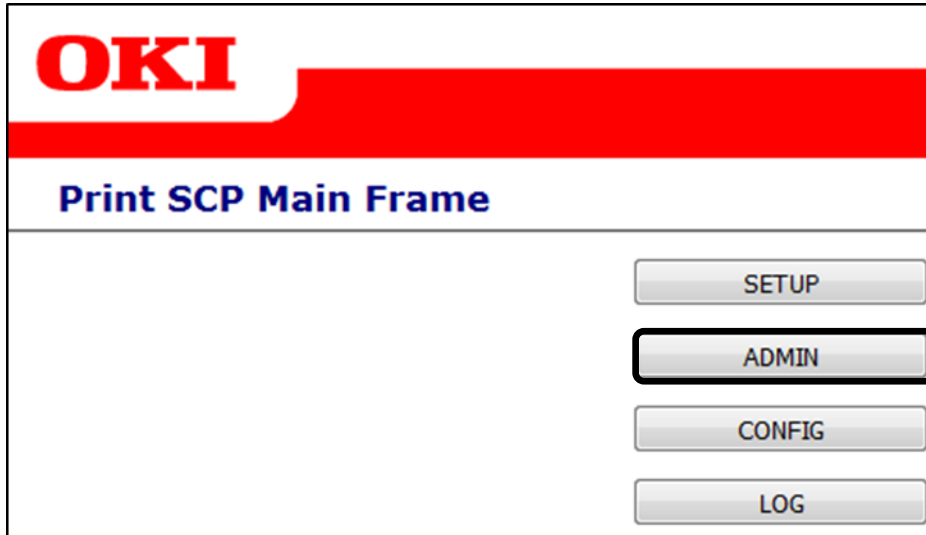 OKI
Print SCP Main Frame
SETUP
ADMIN
CONFIG
LOG